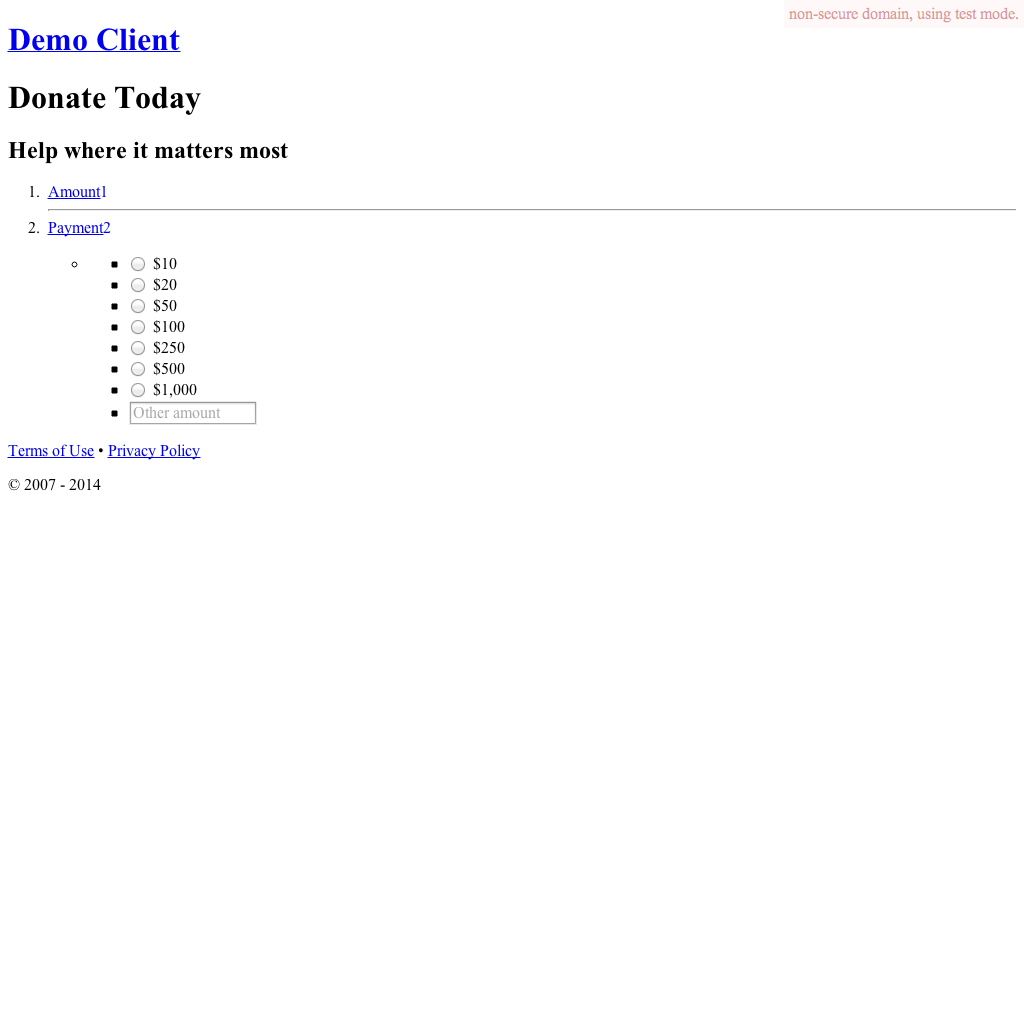 non-secure domain, using test mode.
Demo Client
Donate Today
Help where it matters most
1. Amount1
2. Payment2
$10
$20
$50
$100
$250
$500
$1,000
Other amount
Terms of Use • Privacy Policy
© 2007 - 2014